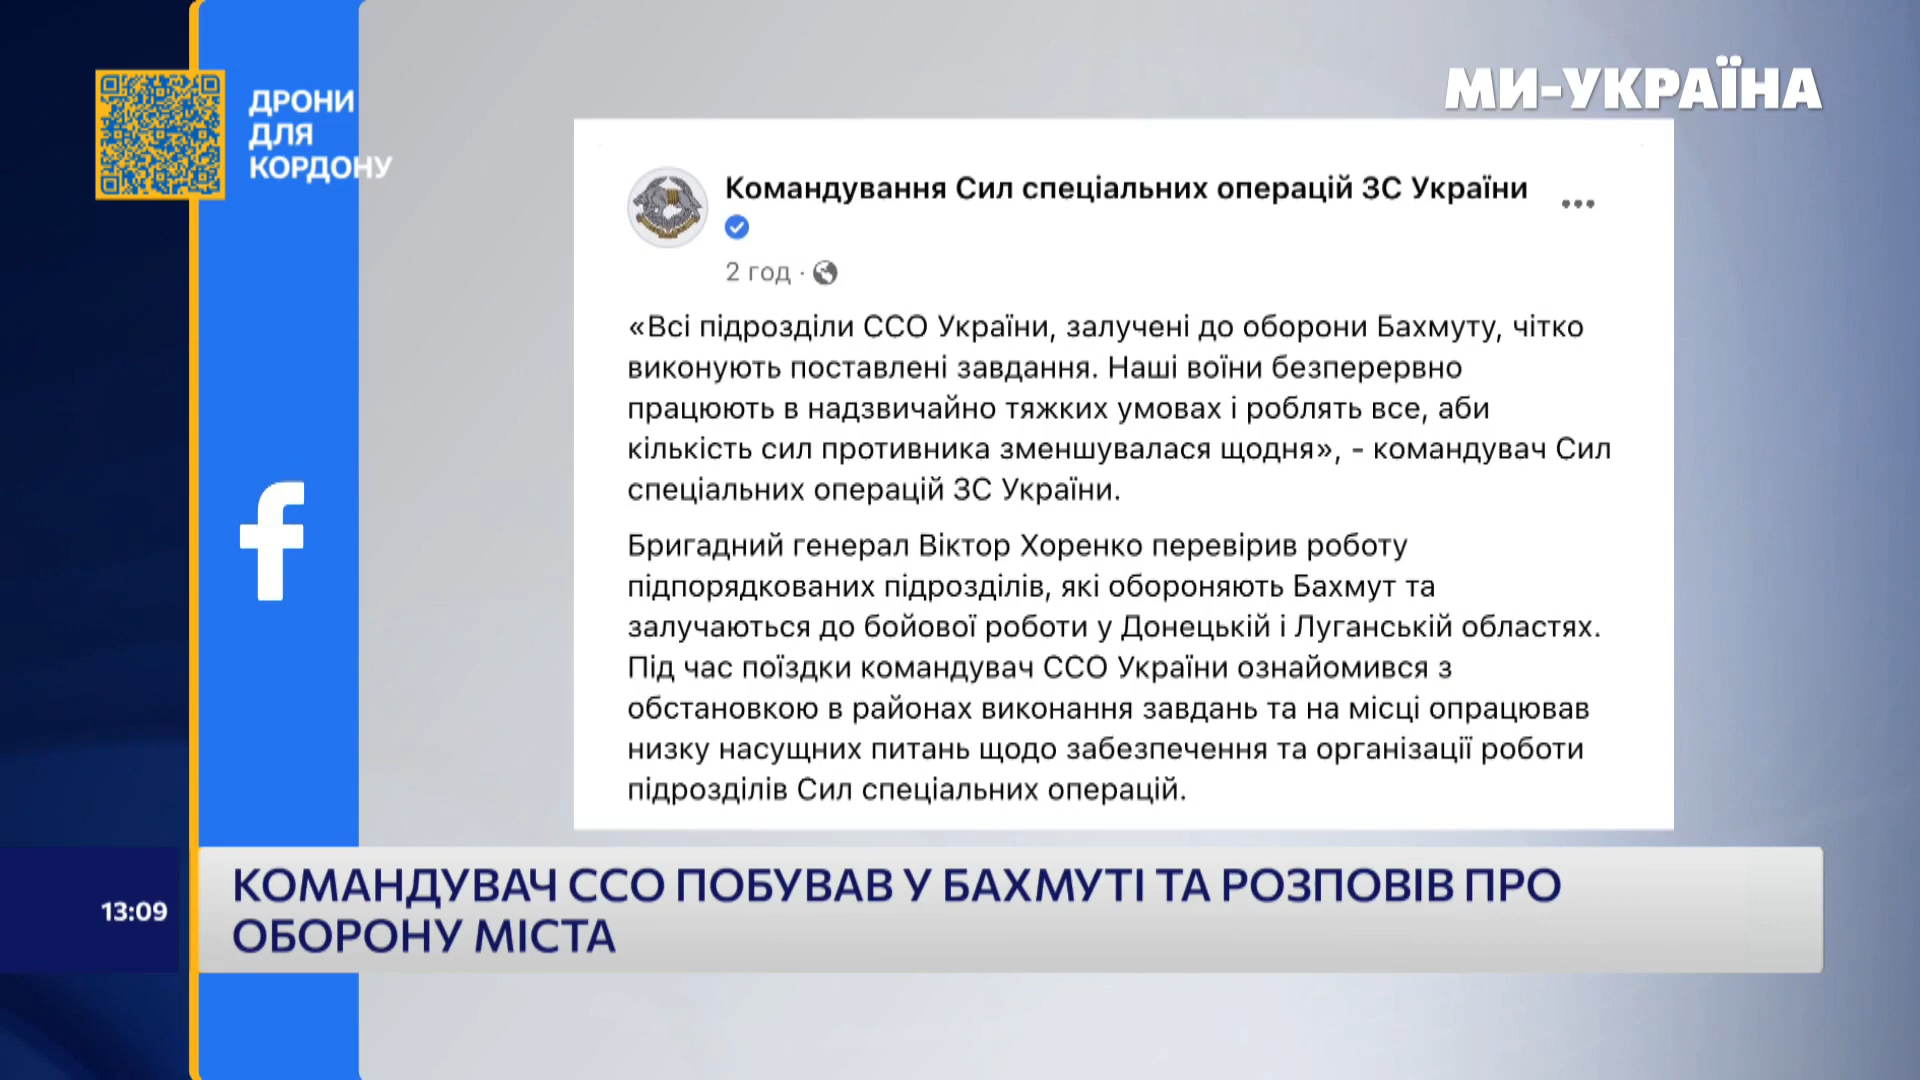 ДРОНИ
ДЛЯ
КОРДОНУ
МИ-УКРАЇНА
Командування Сил спеціальних операцій ЗС України
2 год ·
«Всі підрозділи ССО України, залучені до оборони Бахмуту, чітко
виконують поставлені завдання. Наші воїни безперервно
працюють в надзвичайно тяжких умовах і роблять все, аби
кількість сил противника зменшувалася щодня», - командувач Сил
спеціальних операцій ЗС України.
Бригадний генерал Віктор Хоренко перевірив роботу
підпорядкованих підрозділів, які обороняють Бахмут та
залучаються до бойової роботи у Донецькій і Луганській областях.
Під час поїздки командувач ССО України ознайомився з
обстановкою в районах виконання завдань та на місці опрацював
низку насущних питань щодо забезпечення та організації роботи
підрозділів Сил спеціальних операцій.
13:09
КОМАНДУВАЧ ССО ПОБУВАВ У БАХМУТІ ТА РОЗПОВІВ ПРО
ОБОРОНУ МІСТА